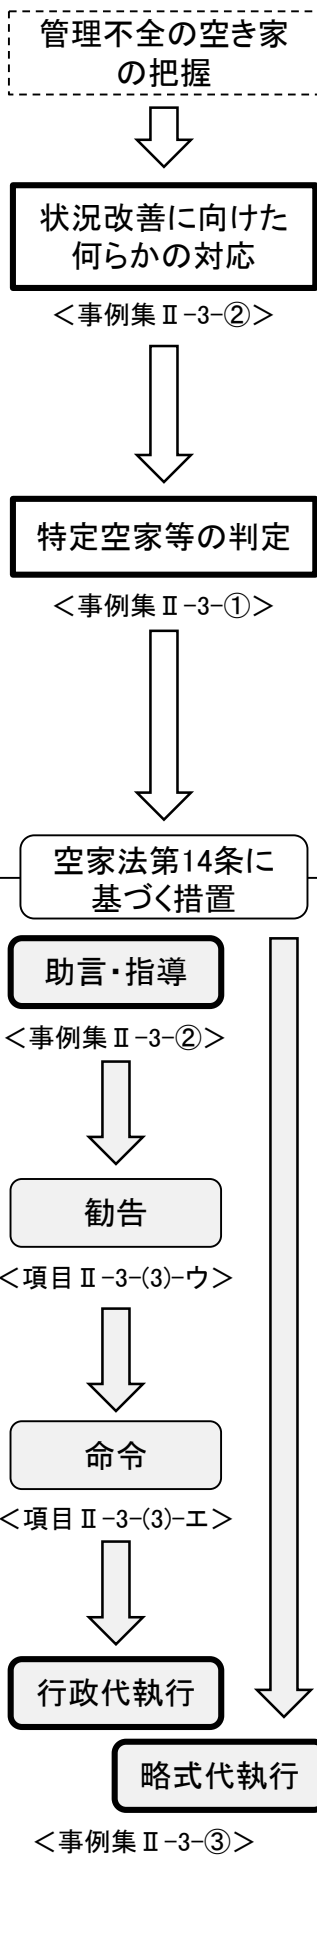 管理不全の空き家
の把握
状況改善に向けた
何らかの対応
＜事例集Ⅱ-3-②＞
特定空家等の判定
＜事例集Ⅱ-3-①＞
空家法第14条に
基づく措置
助言・指導
＜事例集Ⅱ-3-②＞
勧告
＜項目Ⅱ-3-(3)-ウ＞
命令
＜項目Ⅱ-3-(3)-エ＞
行政代執行
略式代執行
＜事例集Ⅱ-3-③＞